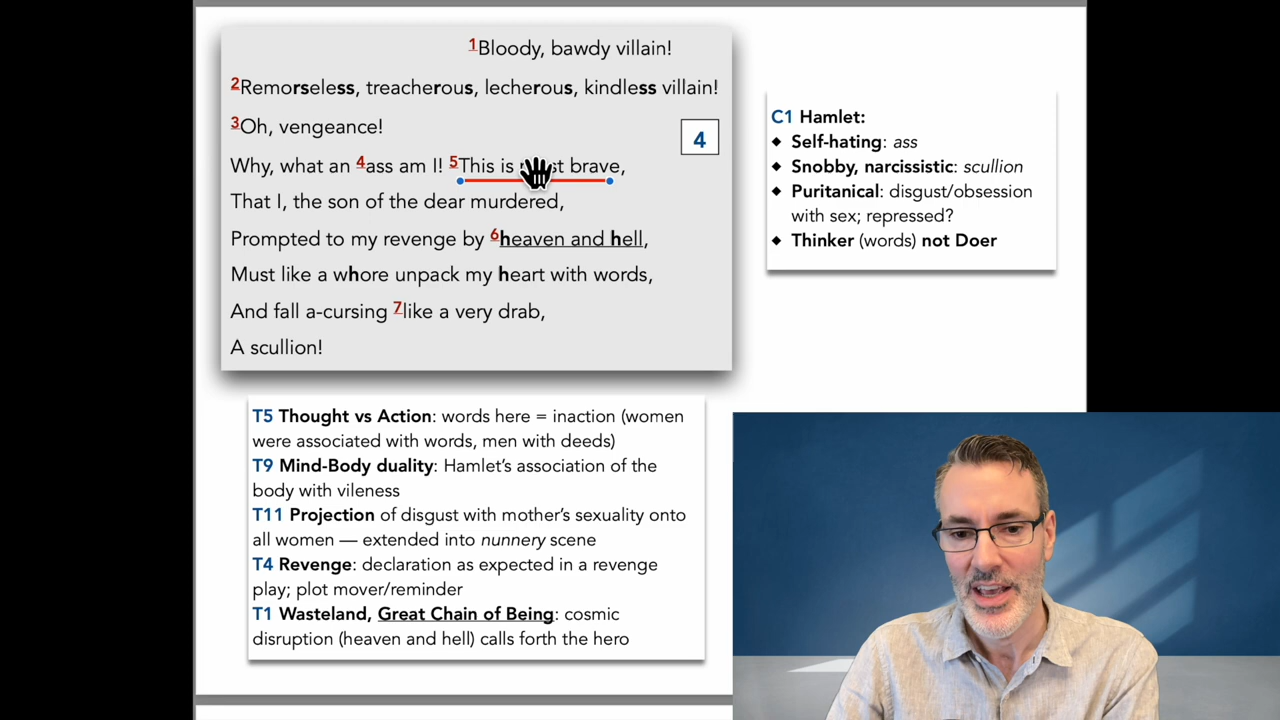 1Bloody, bawdy villain!
2Remorseless, treacherous, lecherous, kindless villain!
3Oh, vengeance!
4
Why, what an 4ass am I! 5This is brave,
That I, the son of the dear murdered,
Prompted to my revenge by 6heaven and hell,
Must like a whore unpack my heart with words,
And fall a-cursing 7like a very drab,
A scullion!
C1 Hamlet:
◆ Self-hating: ass
◆ Snobby, narcissistic: scullion
◆ Puritanical: disgust/obsession
with sex; repressed?
◆ Thinker (words) not Doer
T5 Thought vs Action: words here = inaction (women
were associated with words, men with deeds)
T9 Mind-Body duality: Hamlet's association of the
body with vileness
T11 Projection of disgust with mother's sexuality onto
all women — extended into nunnery scene
T4 Revenge: declaration as expected in a revenge
play; plot mover/reminder
T1 Wasteland, Great Chain of Being: cosmic
disruption (heaven and hell) calls forth the hero